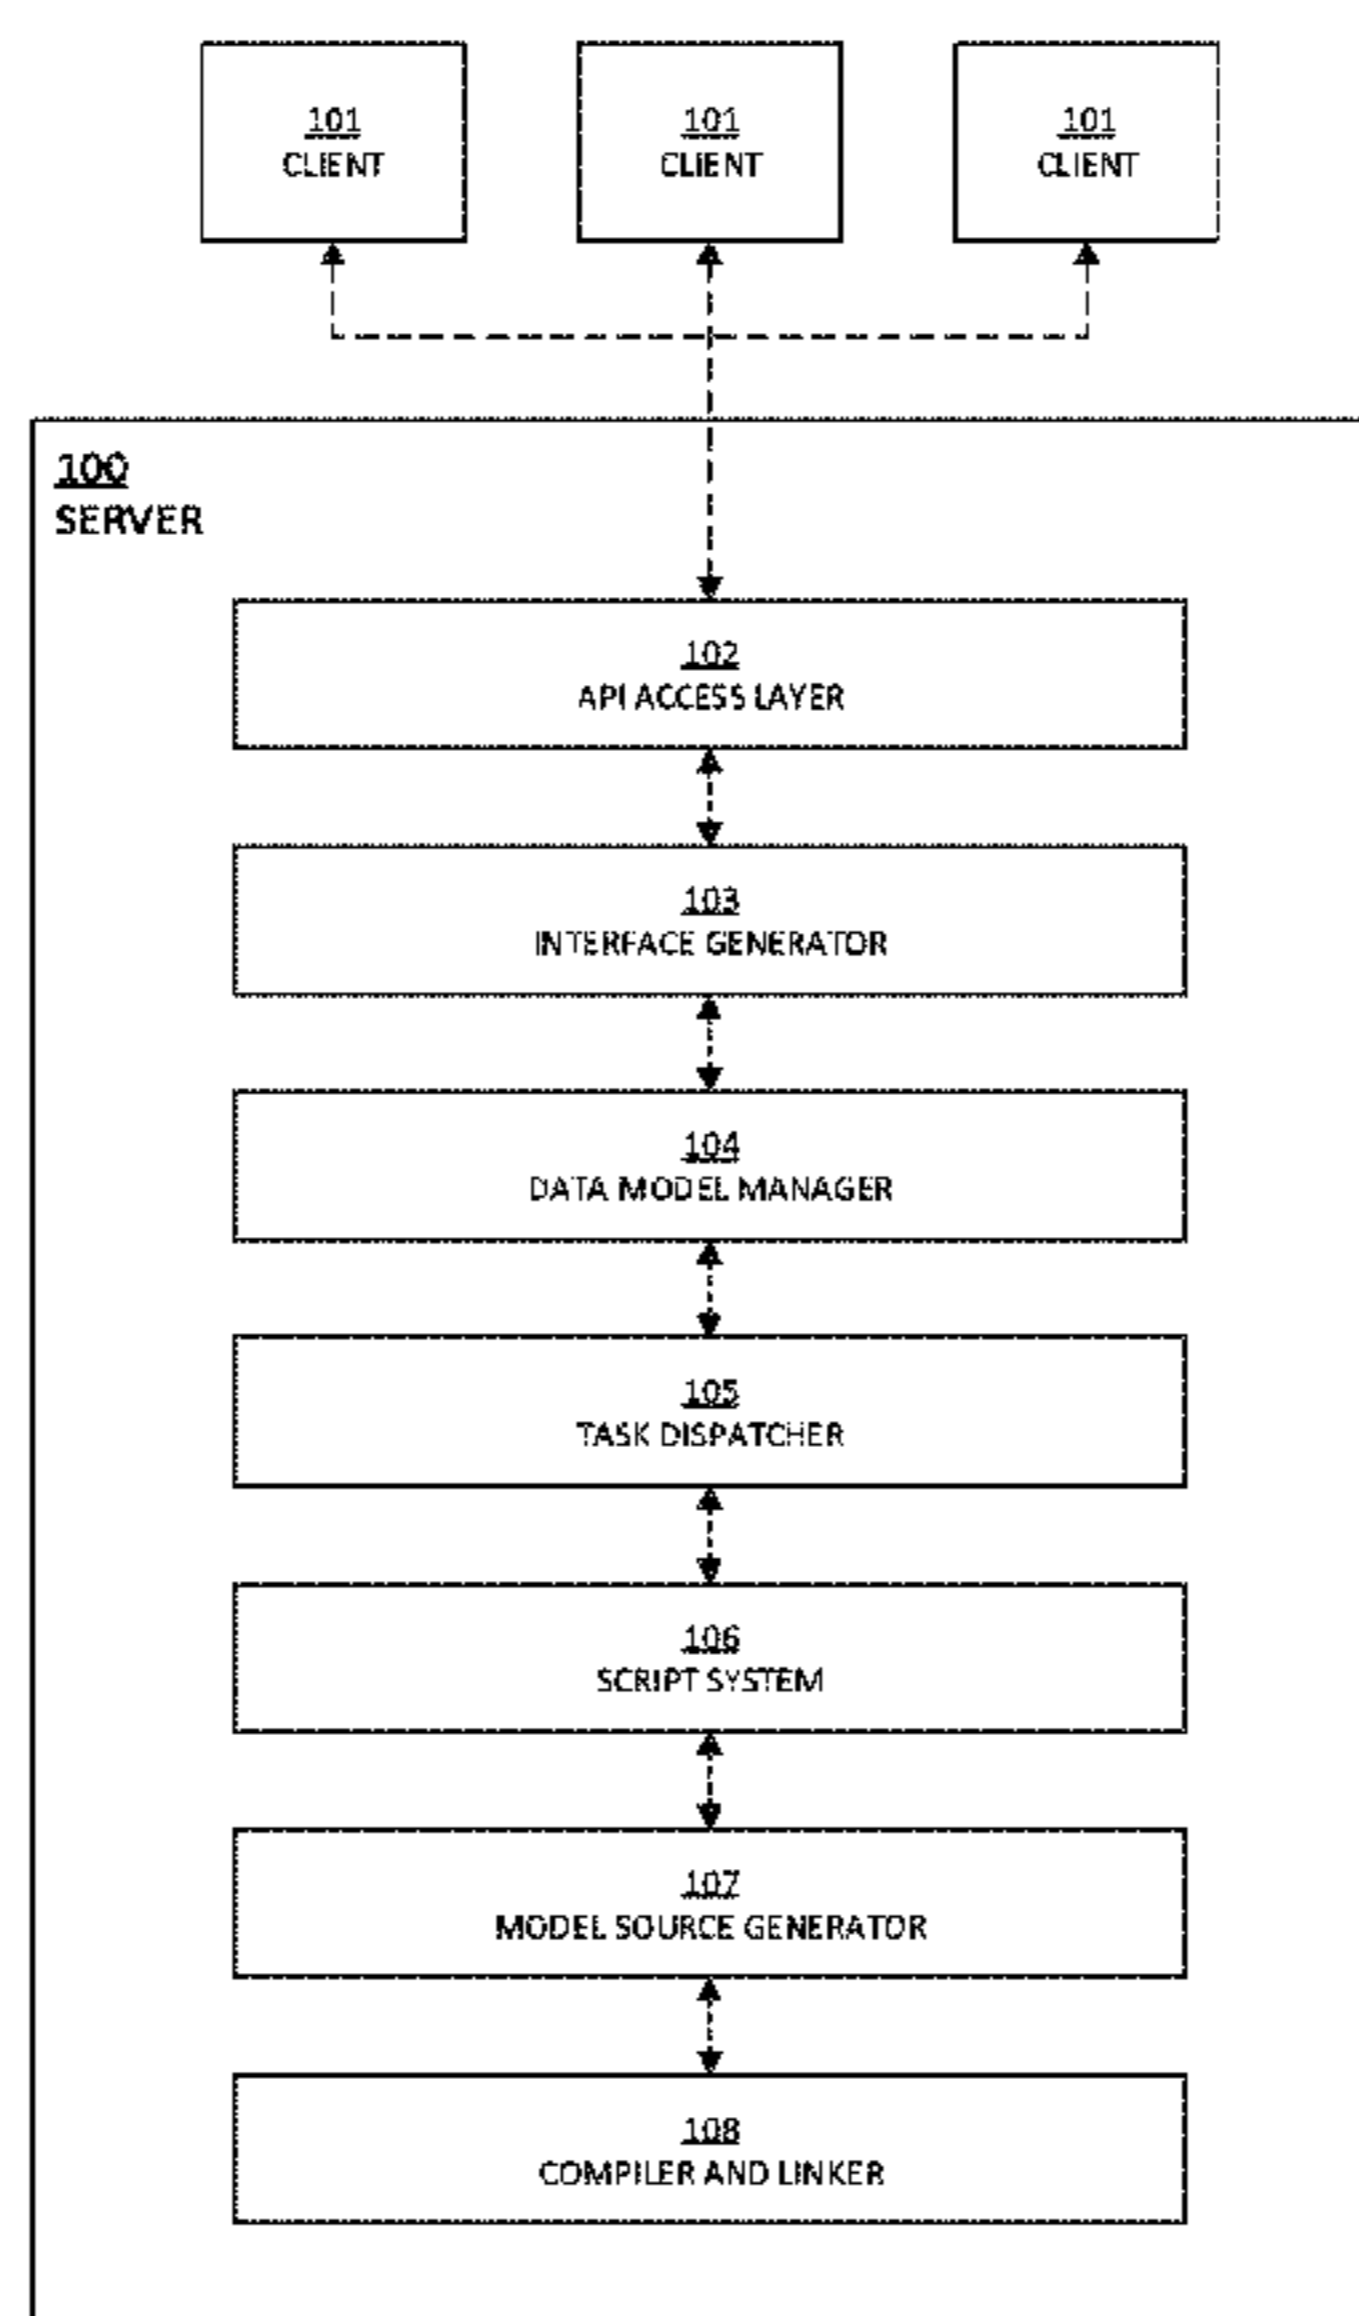 101
CLIENT
101
CLIENT
101
CLIENT
100
SERVER
102
API ACCESS LAYER
103
INTERFACE GENERATOR
104
DATA MODEL MANAGER
105
TASK DISPATCHER
106
SCRIPT SYSTEM
107
MODEL SOURCE GENERATOR
108
COMPILER AND LINKER